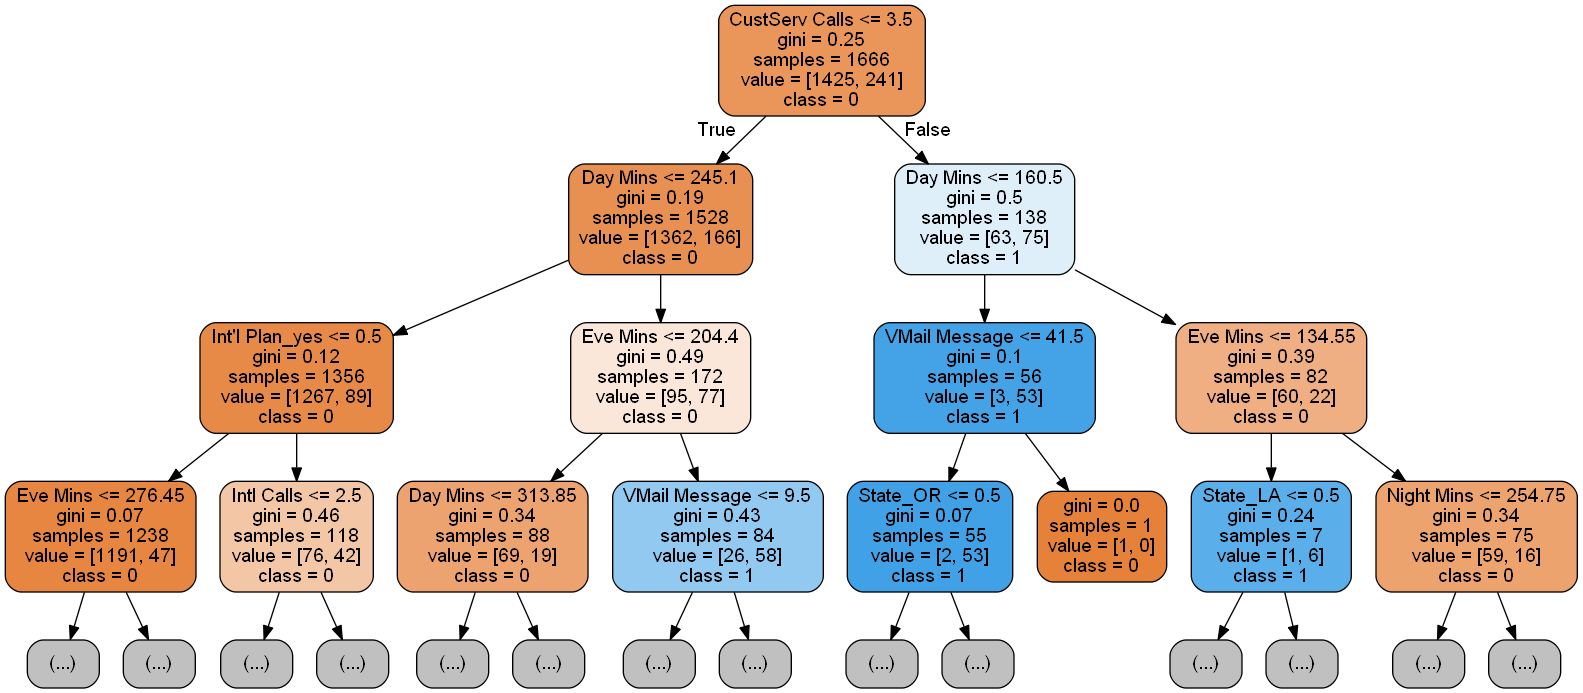 CustServ Calls <= 3.5
gini = 0.25
samples = 1666
value = [1425, 241]
class = 0
True
False
Day Mins <= 245.1
gini = 0.19
samples = 1528
value = [1362, 166]
class = 0
Day Mins <= 160.5
gini = 0.5
samples = 138
value = [63, 75]
class = 1
Int'l Plan_yes <= 0.5
gini = 0.12
samples = 1356
value = [1267, 89]
class = 0
Eve Mins <= 204.4
gini = 0.49
samples = 172
value = [95, 77]
class = 0
VMail Message <= 41.5
gini = 0.1
samples = 56
value = [3, 53]
class = 1
Eve Mins <= 134.55
gini = 0.39
samples = 82
value = [60, 22]
class = 0
Eve Mins <= 276.45
gini = 0.07
samples = 1238
value = [1191, 47]
class = 0
Intl Calls <= 2.5
gini = 0.46
samples = 118
value = [76, 42]
class = 0
Day Mins <= 313.85
gini = 0.34
samples = 88
value = [69, 19]
class = 0
VMail Message <= 9.5
gini = 0.43
samples = 84
value = [26, 58]
class = 1
State_OR <= 0.5
gini = 0.07
samples = 55
value = [2, 53]
class = 1
gini = 0.0
samples = 1
value = [1, 0]
class = 0
State_LA <= 0.5
gini = 0.24
samples = 7
value = [1, 6]
class = 1
Night Mins <= 254.75
gini = 0.34
samples = 75
value = [59, 16]
class = 0
(...)
(...)
(...)
(...)
(...)
(...)
(...)
(...)
(...)
(...)
(...)
(...)
(...)
(...)